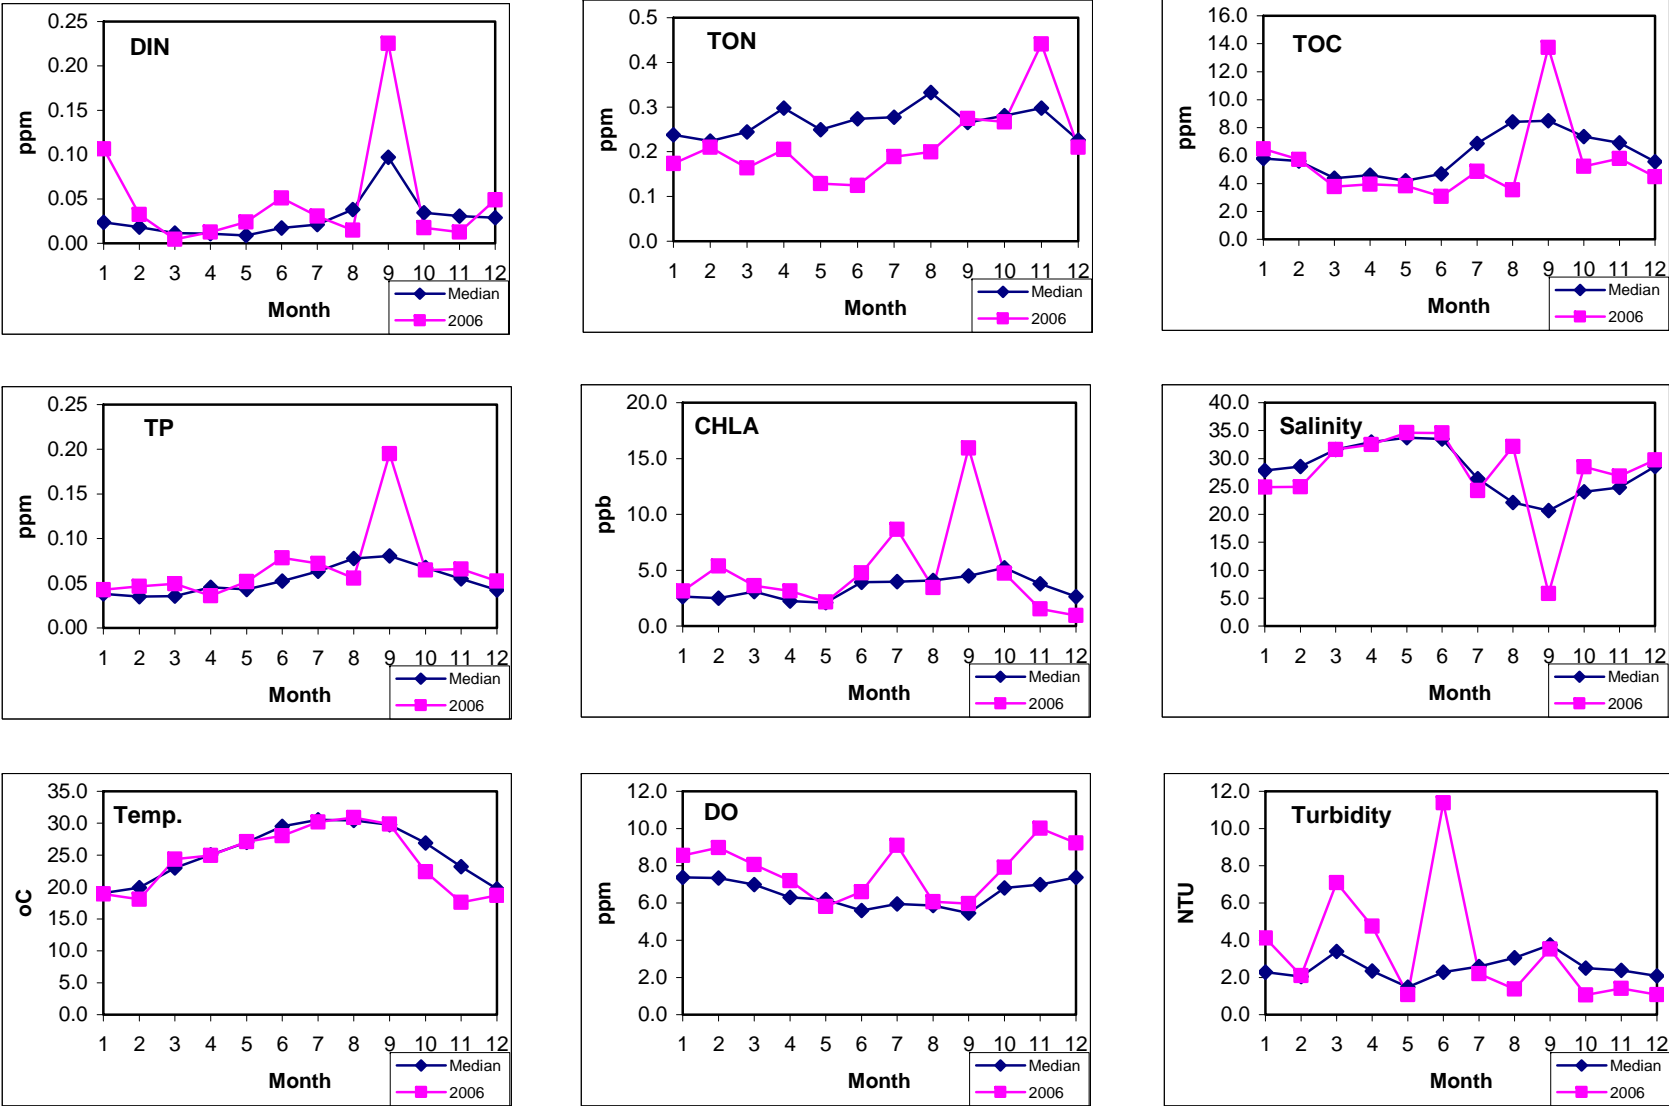 DIN
ppm
0.25
0.20
0.15
0.10
0.05
0.00
1 2 3 4 5 6 7 8 9 10 11 12
Month
Median
2006
TON
ppm
0.5
0.4
0.3
0.2
0.1
0.0
1 2 3 4 5 6 7 8 9 10 11 12
Month
Median
2006
TOC
ppm
16.0
14.0
12.0
10.0
8.0
6.0
4.0
2.0
0.0
1 2 3 4 5 6 7 8 9 10 11 12
Month
Median
2006
TP
ppm
0.25
0.20
0.15
0.10
0.05
0.00
1 2 3 4 5 6 7 8 9 10 11 12
Month
Median
2006
CHLA
ppb
20.0
15.0
10.0
5.0
0.0
1 2 3 4 5 6 7 8 9 10 11 12
Month
Median
2006
Salinity
40.0
35.0
30.0
25.0
20.0
15.0
10.0
5.0
0.0
1 2 3 4 5 6 7 8 9 10 11 12
Month
Median
2006
Temp.
oC
35.0
30.0
25.0
20.0
15.0
10.0
5.0
0.0
1 2 3 4 5 6 7 8 9 10 11 12
Month
Median
2006
DO
ppm
12.0
10.0
8.0
6.0
4.0
2.0
0.0
1 2 3 4 5 6 7 8 9 10 11 12
Month
Median
2006
Turbidity
NTU
12.0
10.0
8.0
6.0
4.0
2.0
0.0
1 2 3 4 5 6 7 8 9 10 11 12
Month
Median
2006